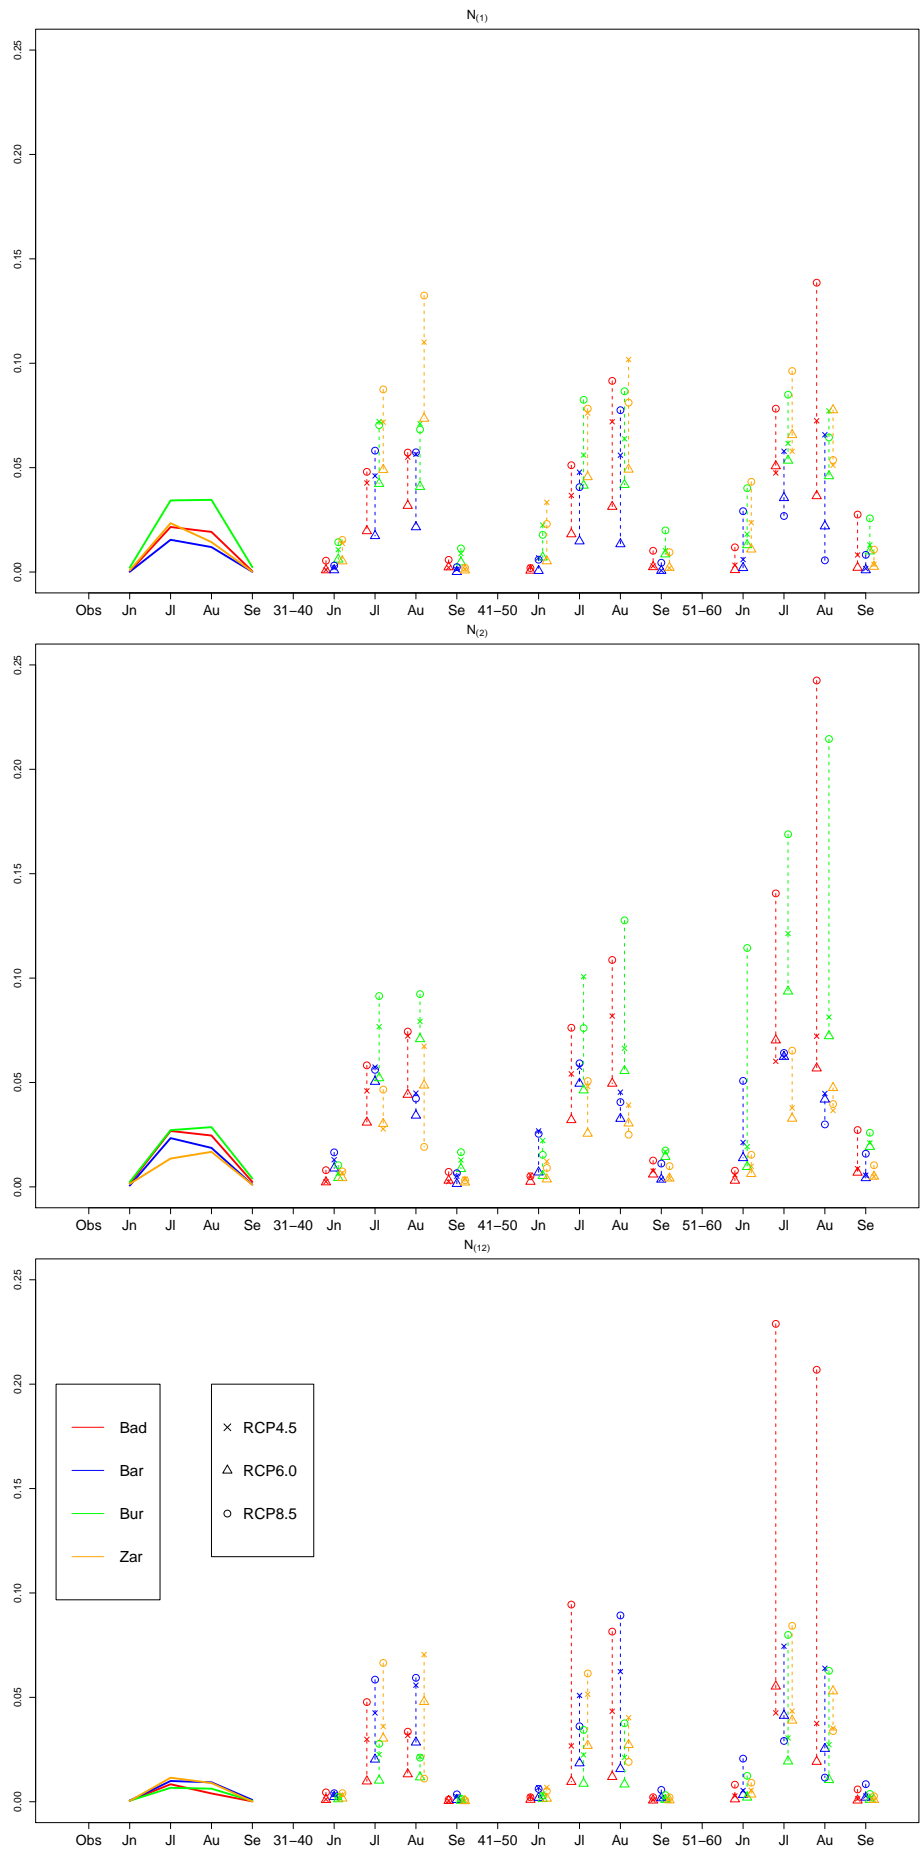 N(1)
0.25
0.20
0.15
0.10
0.05
0.00
Obs Jn Jl Au Se 31−40 Jn Jl Au Se 41−50 Jn Jl Au Se 51−60 Jn Jl Au Se
N(2)
0.25
0.20
0.15
0.10
0.05
0.00
Obs Jn Jl Au Se 31−40 Jn Jl Au Se 41−50 Jn Jl Au Se 51−60 Jn Jl Au Se
N(12)
0.25
0.20
0.15
0.10
0.05
0.00
Bad
Bar
Bur
Zar
RCP4.5
RCP6.0
RCP8.5
Obs Jn Jl Au Se 31−40 Jn Jl Au Se 41−50 Jn Jl Au Se 51−60 Jn Jl Au Se